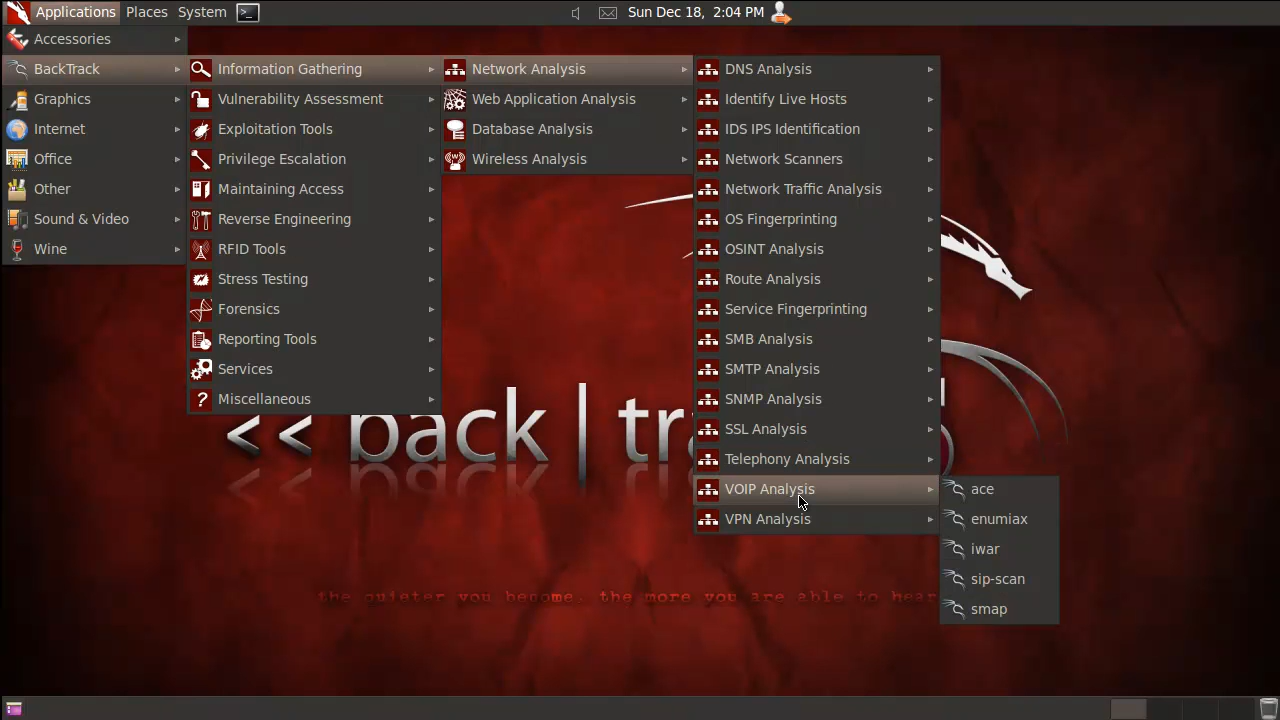 Applications Places System Sun Dec 18, 2:04 PM
Accessories
BackTrack
Graphics
Internet
Office
Other
Sound & Video
Wine
Information Gathering
Vulnerability Assessment
Exploitation Tools
Privilege Escalation
Maintaining Access
Reverse Engineering
RFID Tools
Stress Testing
Forensics
Reporting Tools
Services
Miscellaneous
Network Analysis
Web Application Analysis
Database Analysis
Wireless Analysis
DNS Analysis
Identify Live Hosts
IDS IPS Identification
Network Scanners
Network Traffic Analysis
OS Fingerprinting
OSINT Analysis
Route Analysis
Service Fingerprinting
SMB Analysis
SMTP Analysis
SNMP Analysis
SSL Analysis
Telephony Analysis
VOIP Analysis
VPN Analysis
ace
enumiax
iwar
sip-scan
smap
<< back | tr
the quieter you become, the more you are able to hear